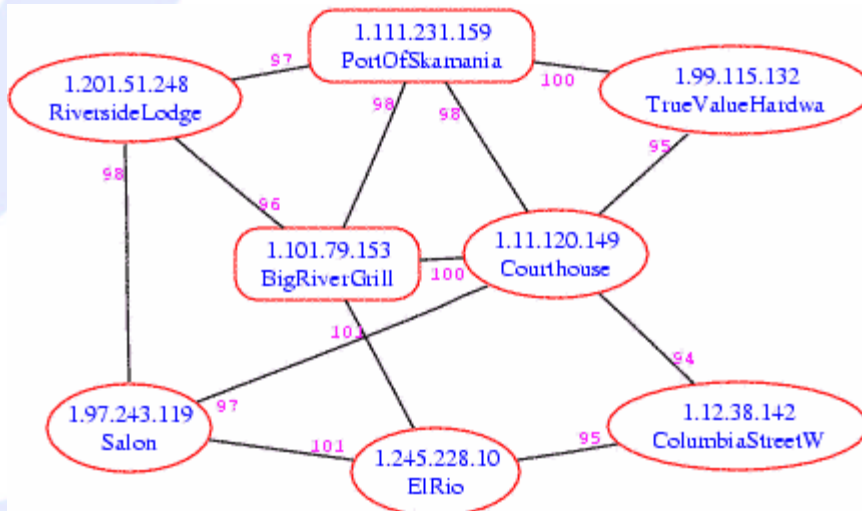 1.111.231.159
PortOfSkamania
1.201.51.248
RiversideLodge
97
100
1.99.115.132
TrueValueHardwa
98
98
95
98
96
1.101.79.153
BigRiverGrill
100
1.11.120.149
Courthouse
101
94
97
1.97.243.119
Salon
101
1.245.228.10
ElRio
95
1.12.38.142
ColumbiaStreetW